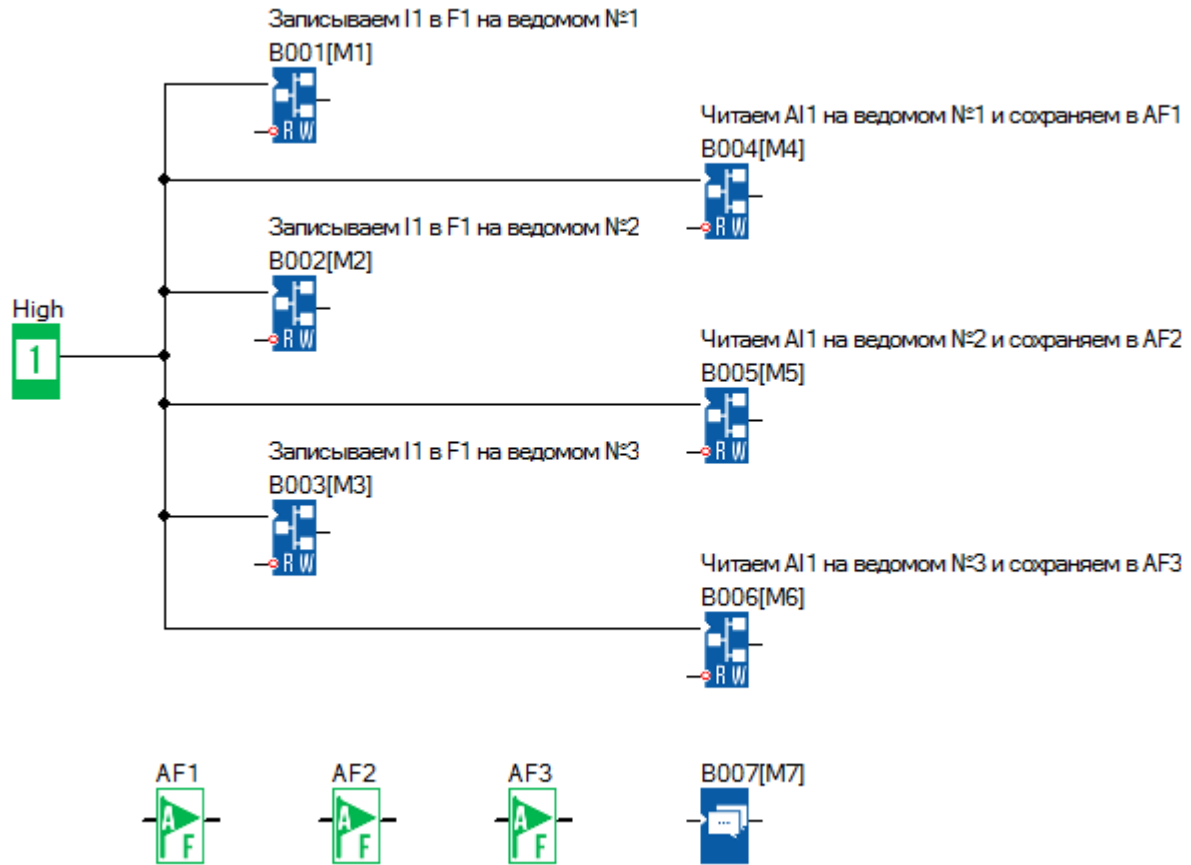 Записываем I1 в F1 на ведомом №1
B001[M1]
R W
Читаем AI1 на ведомом №1 и сохраняем в AF1
B004[M4]
R W
Записываем I1 в F1 на ведомом №2
B002[M2]
R W
High
1
Читаем AI1 на ведомом №2 и сохраняем в AF2
B005[M5]
R W
Записываем I1 в F1 на ведомом №3
B003[M3]
R W
Читаем AI1 на ведомом №3 и сохраняем в AF3
B006[M6]
R W
AF1
A
F
AF2
A
F
AF3
A
F
B007[M7]
...